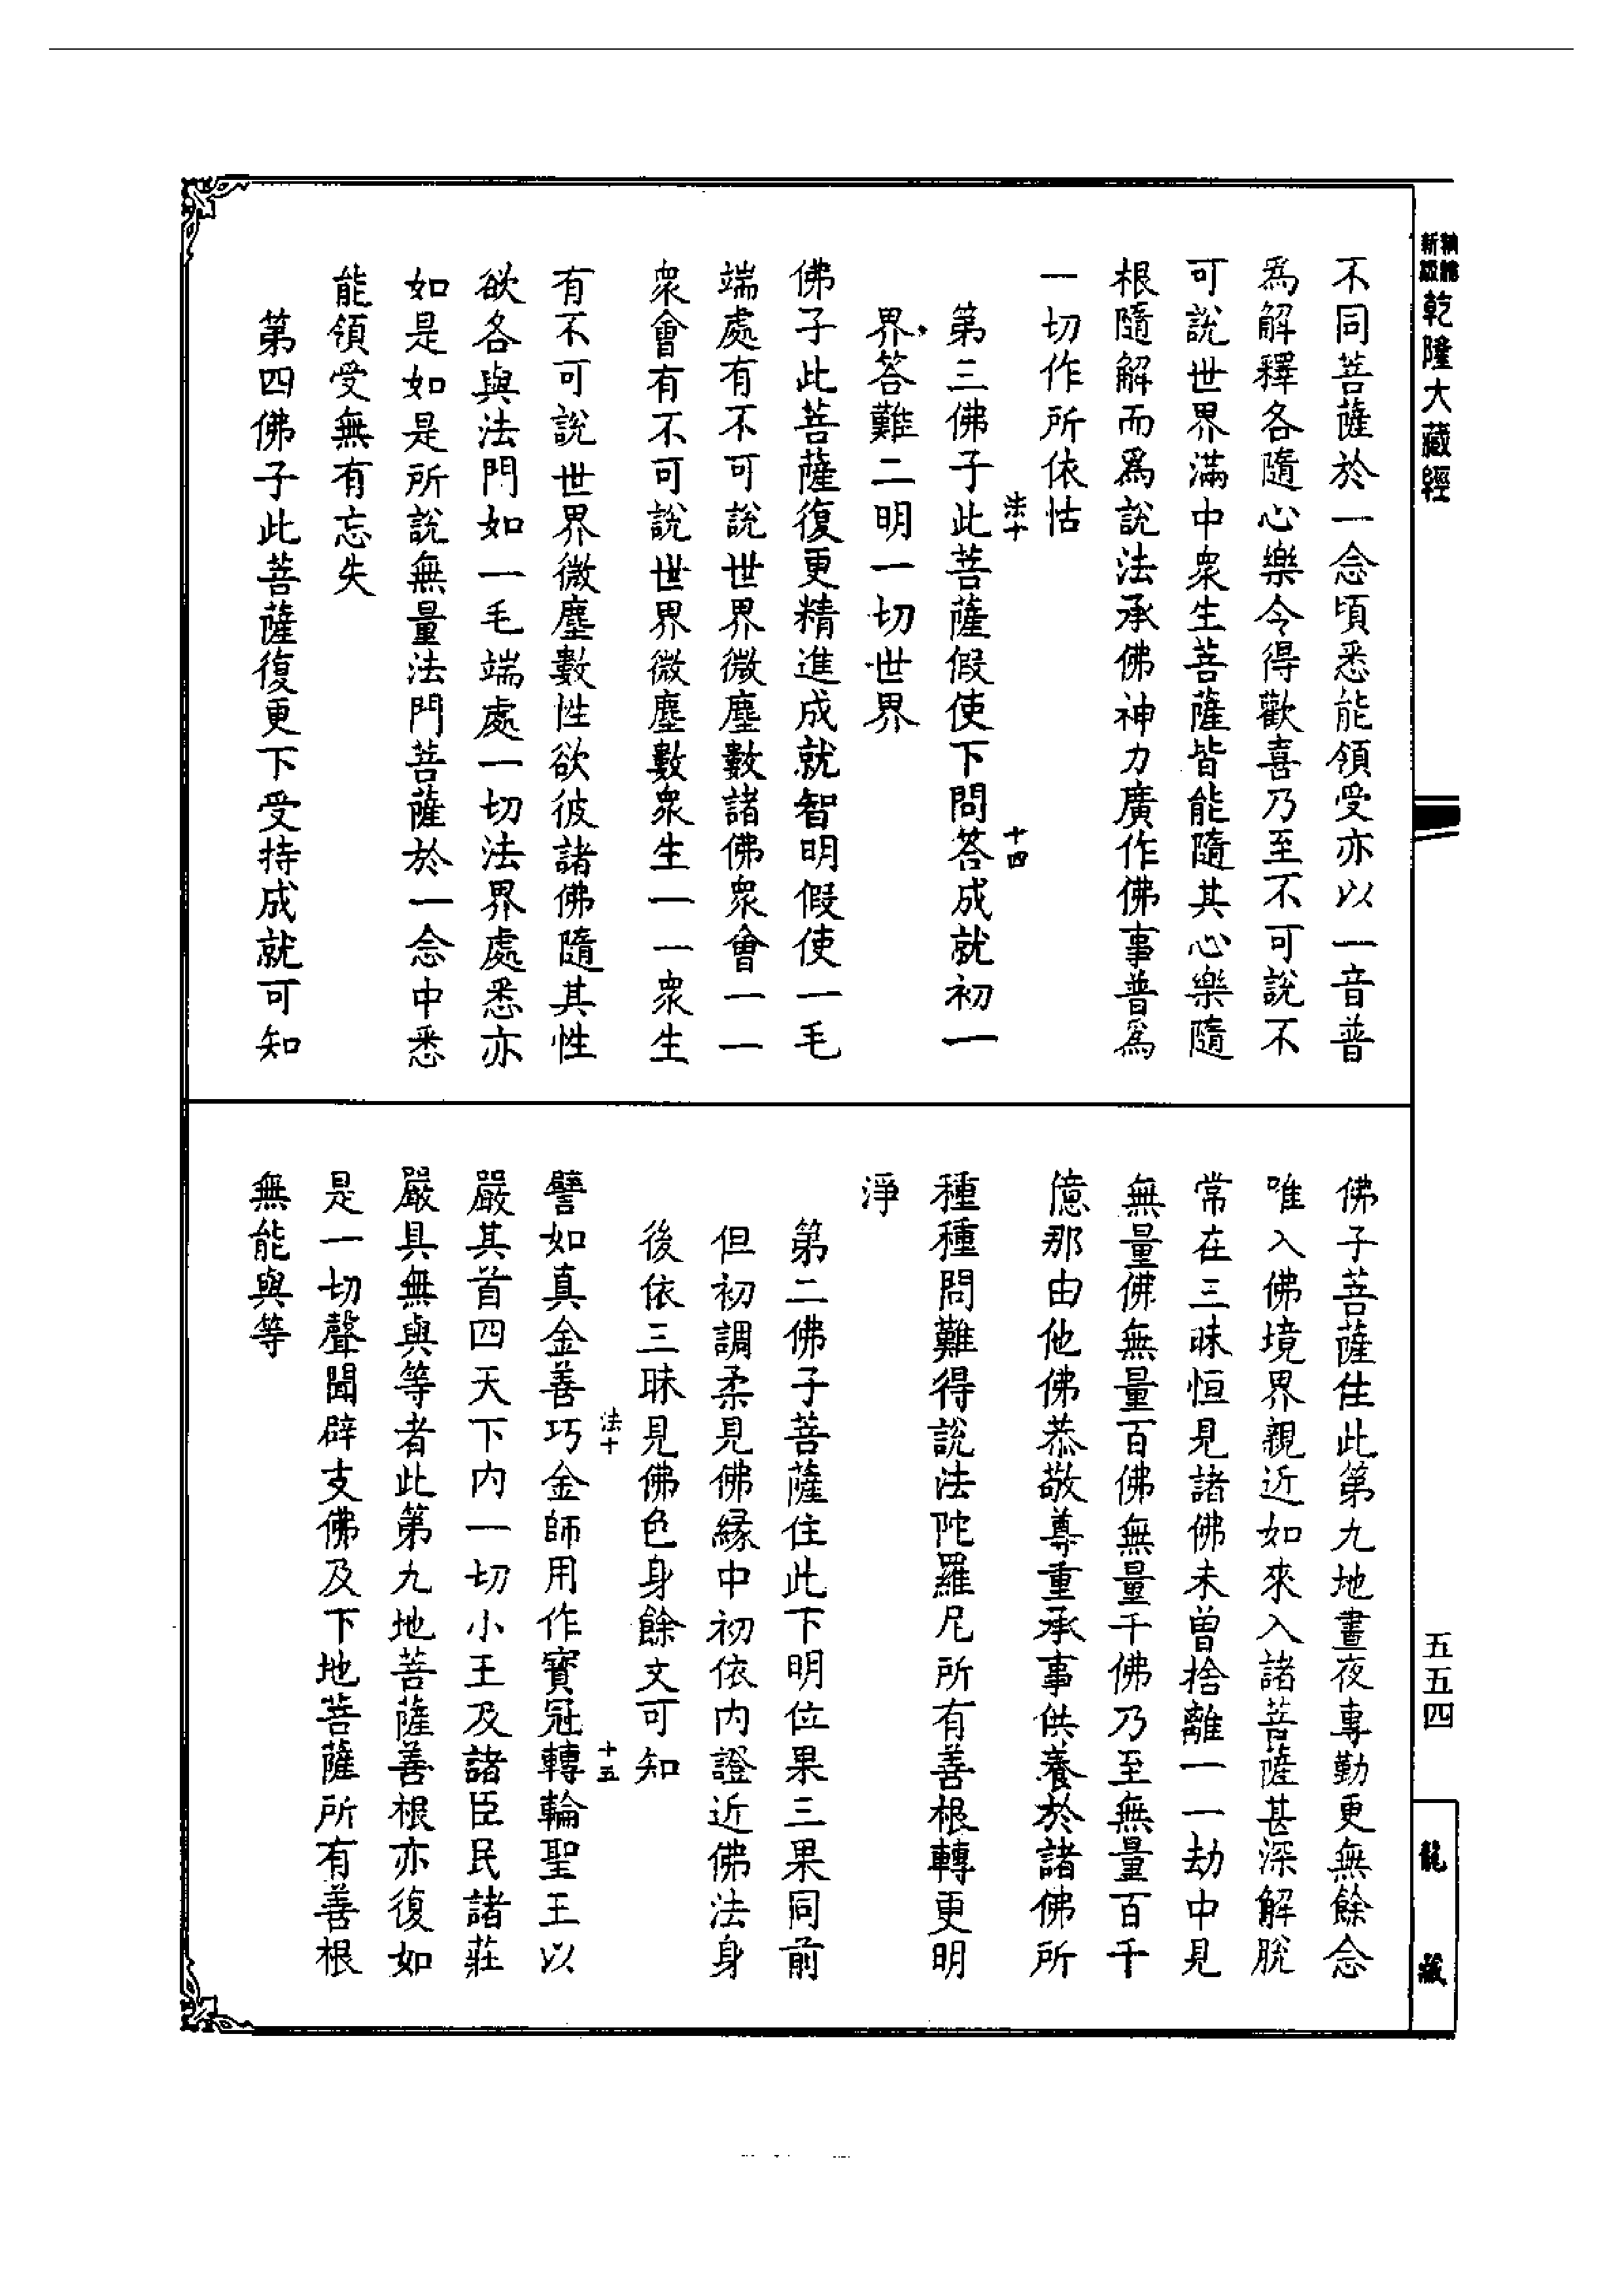 乾隆大藏經
不同菩薩於一念頃悉能領受亦以一音普
為解釋各隨心樂令得歡喜乃至不可說不
可說世界滿中衆生菩薩皆能隨其心樂隨
根隨解而為說法承佛神力廣作佛事普為
一切作所依怙
法十
十四
第三佛子此菩薩假使下問答成就初一
界答難二明一切世界
佛子此菩薩復更精進成就智明假使一毛
端處有不可說世界微塵數諸佛衆會一一
衆會有不可說世界微塵數衆生一一衆生
有不可說世界微塵數性欲彼諸佛隨其性
欲各與法門如一毛端處一切法界處悉亦
如是如是所說無量法門菩薩於一念中悉
能領受無有忘失
第四佛子此菩薩復更下受持成就可知
佛子菩薩住此第九地晝夜專勤更無餘念
唯入佛境界親近如來入諸菩薩甚深解脫
常在三昧恒見諸佛未曾捨離一一劫中見
無量佛無量百佛無量千佛乃至無量百千
億那由他佛恭敬尊重承事供養於諸佛所
種種問難得說法陀羅尼所有善根轉更明
淨
第二佛子菩薩住此下明位果三果同前
但初調柔見佛緣中初依內證近佛法身
後依三昧見佛色身餘文可知
法十
十五
譬如真金善巧金師用作寶冠轉輪聖王以
嚴其首四天下內一切小王及諸臣民諸莊
嚴具無與等者此第九地菩薩善根亦復如
是一切聲聞辟支佛及下地菩薩所有善根
無能與等
五五四
龍藏